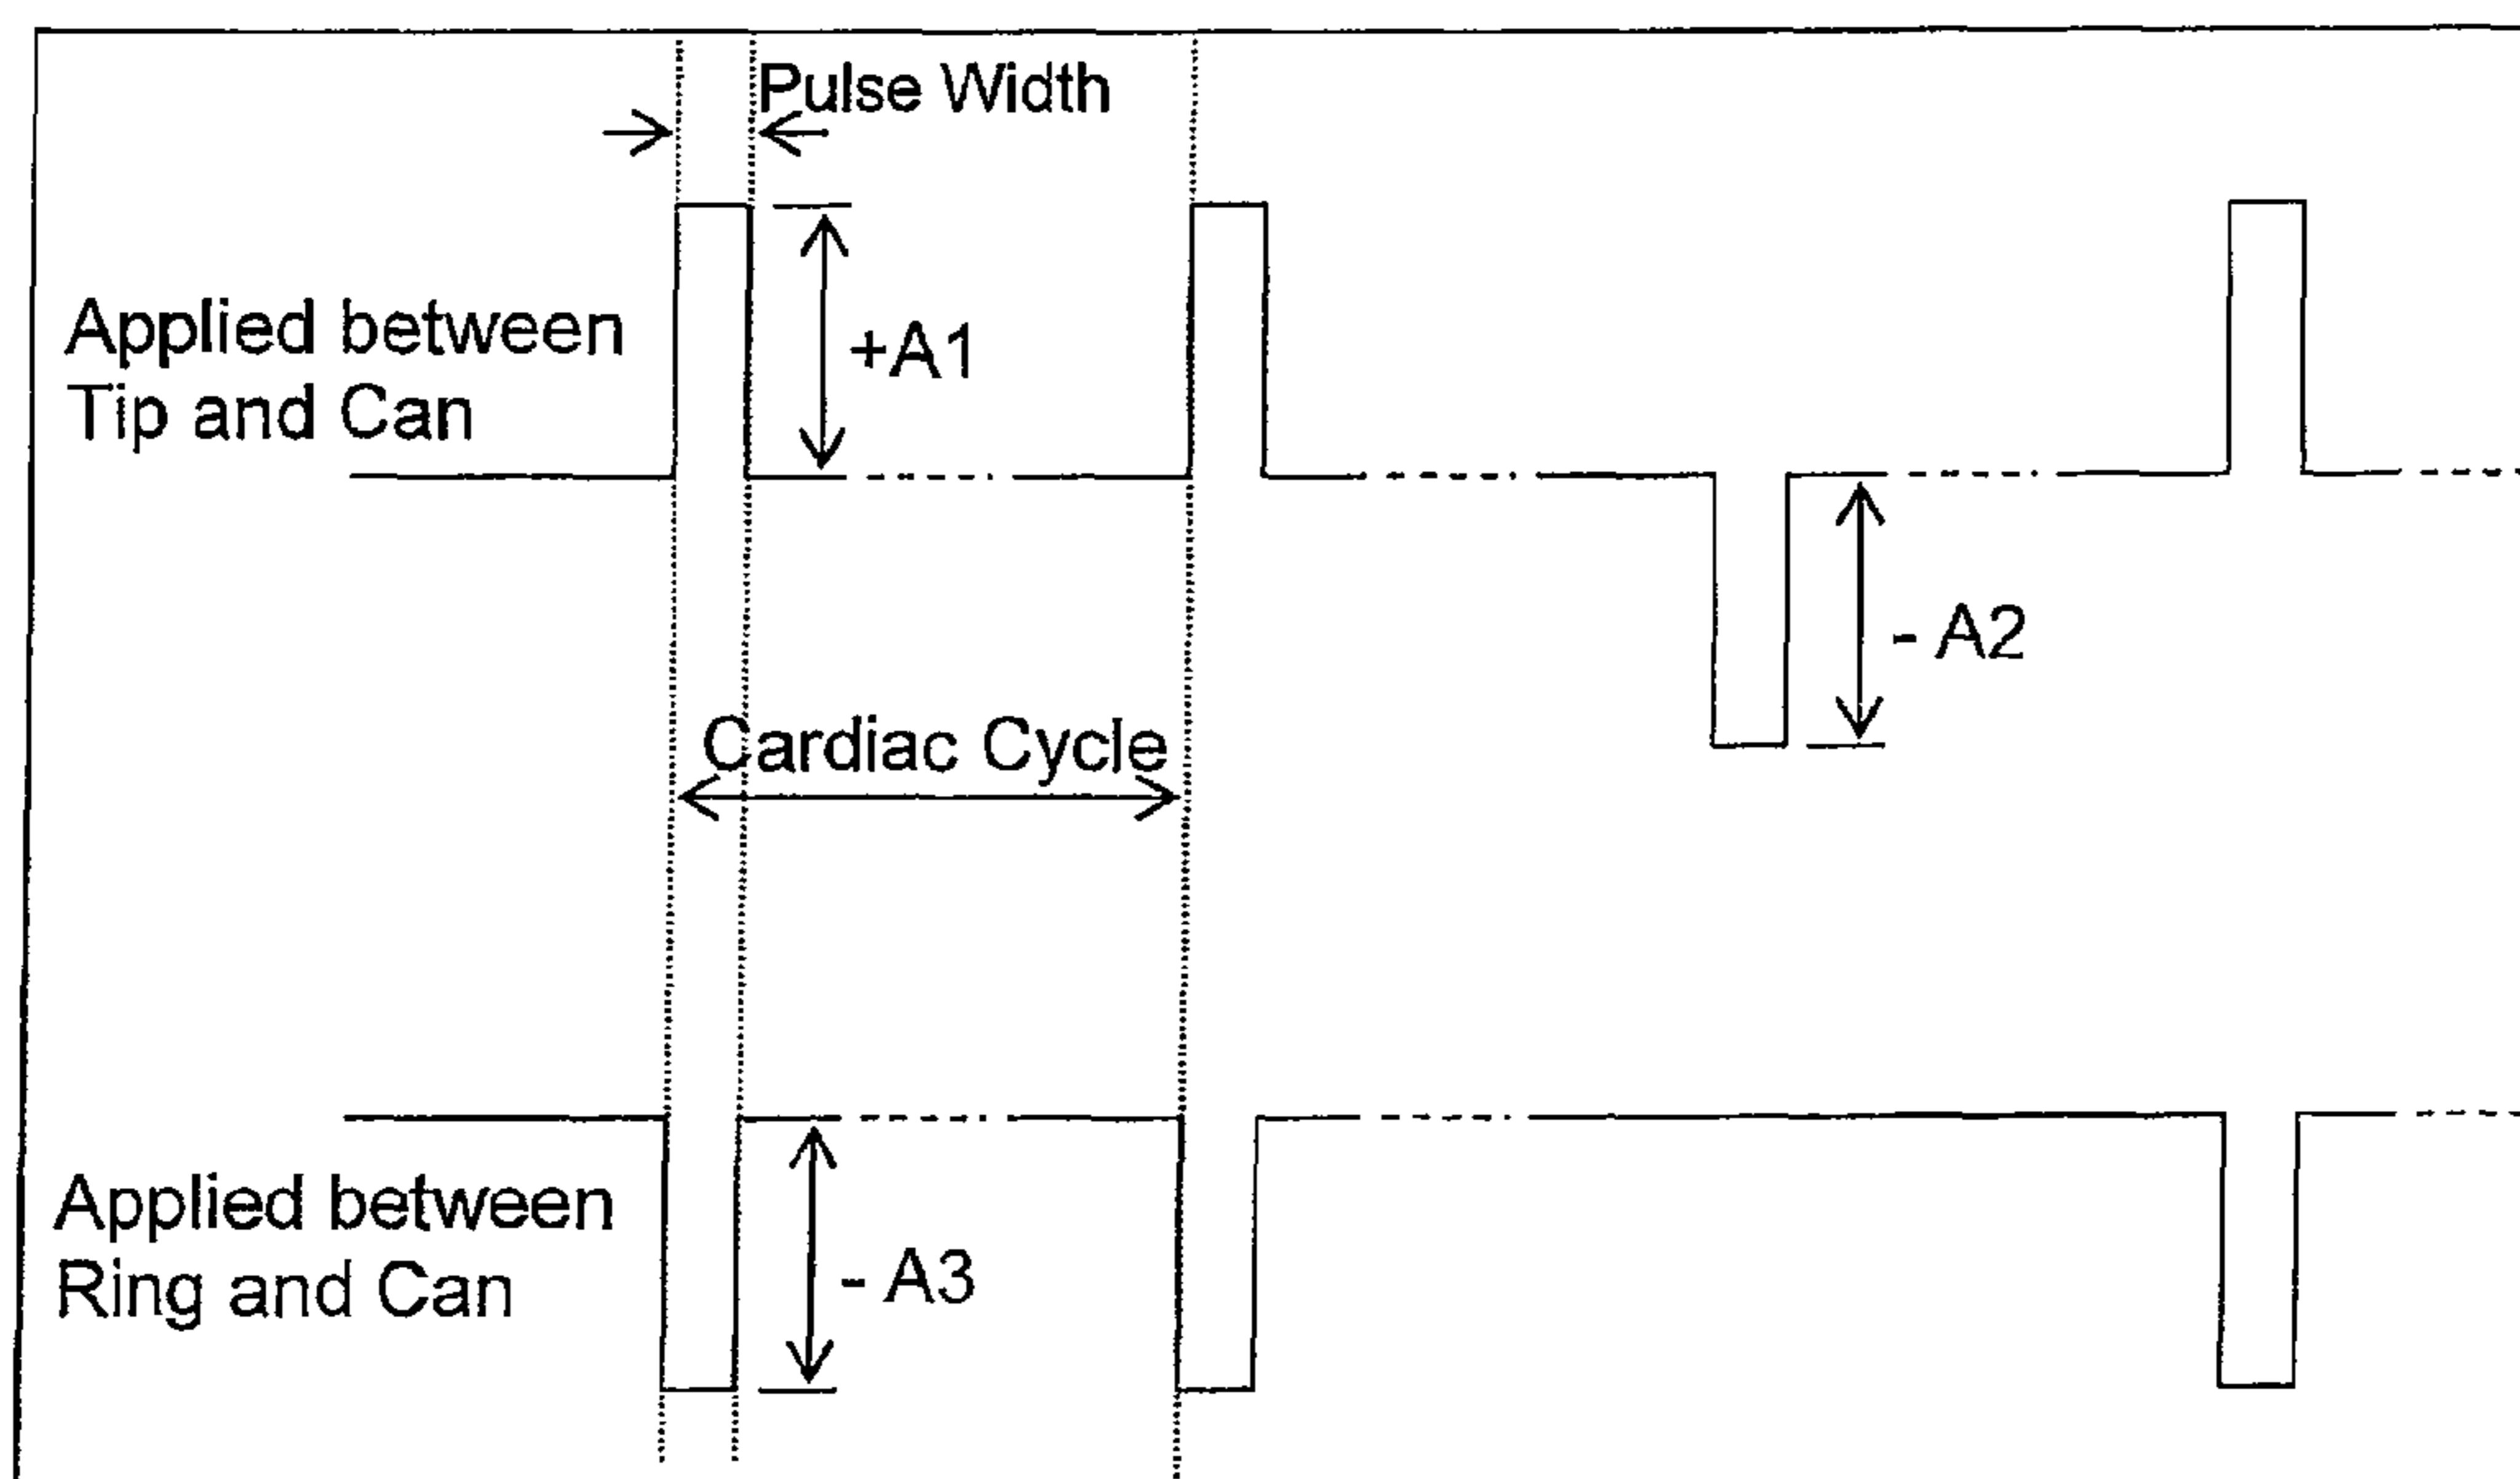 Pulse Width
Applied between
Tip and Can
+A1
- A2
Cardiac Cycle
Applied between
Ring and Can
- A3